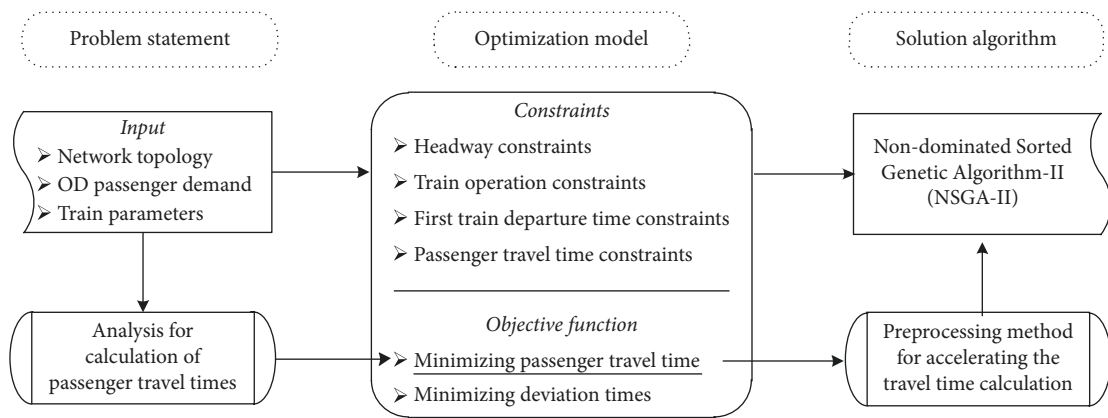 Problem statement
Optimization model
Solution algorithm
Input
➢ Network topology
➢ OD passenger demand
➢ Train parameters
Analysis for
calculation of
passenger travel times
Constraints
➢ Headway constraints
➢ Train operation constraints
➢ First train departure time constraints
➢ Passenger travel time constraints
Objective function
➢ Minimizing passenger travel time
➢ Minimizing deviation times
Non-dominated Sorted
Genetic Algorithm-II
(NSGA-II)
Preprocessing method
for accelerating the
travel time calculation